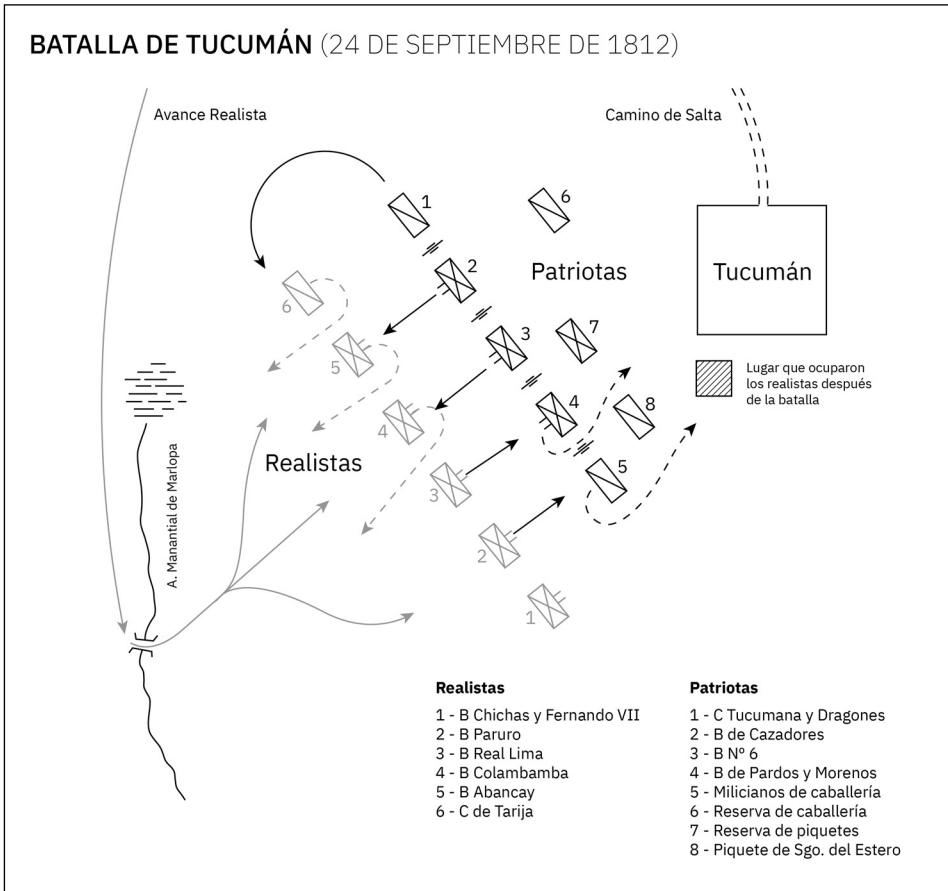 BATALLA DE TUCUMÁN (24 DE SEPTIEMBRE DE 1812)
Avance Realista
Camino de Salta
1
6
2
Patriotas
Tucumán
6
3
7
5
Lugar que ocuparon
los realistas después
de la batalla
4
4
8
Realistas
5
3
A. Manantial de Marlopa
2
1
Realistas
1 - B Chichas y Fernando VII
2 - B Paruro
3 - B Real Lima
4 - B Colambamba
5 - B Abancay
6 - C de Tarija
Patriotas
1 - C Tucumana y Dragones
2 - B de Cazadores
3 - B Nº 6
4 - B de Pardos y Morenos
5 - Milicianos de caballería
6 - Reserva de caballería
7 - Reserva de piquetes
8 - Piquete de Sgo. del Estero